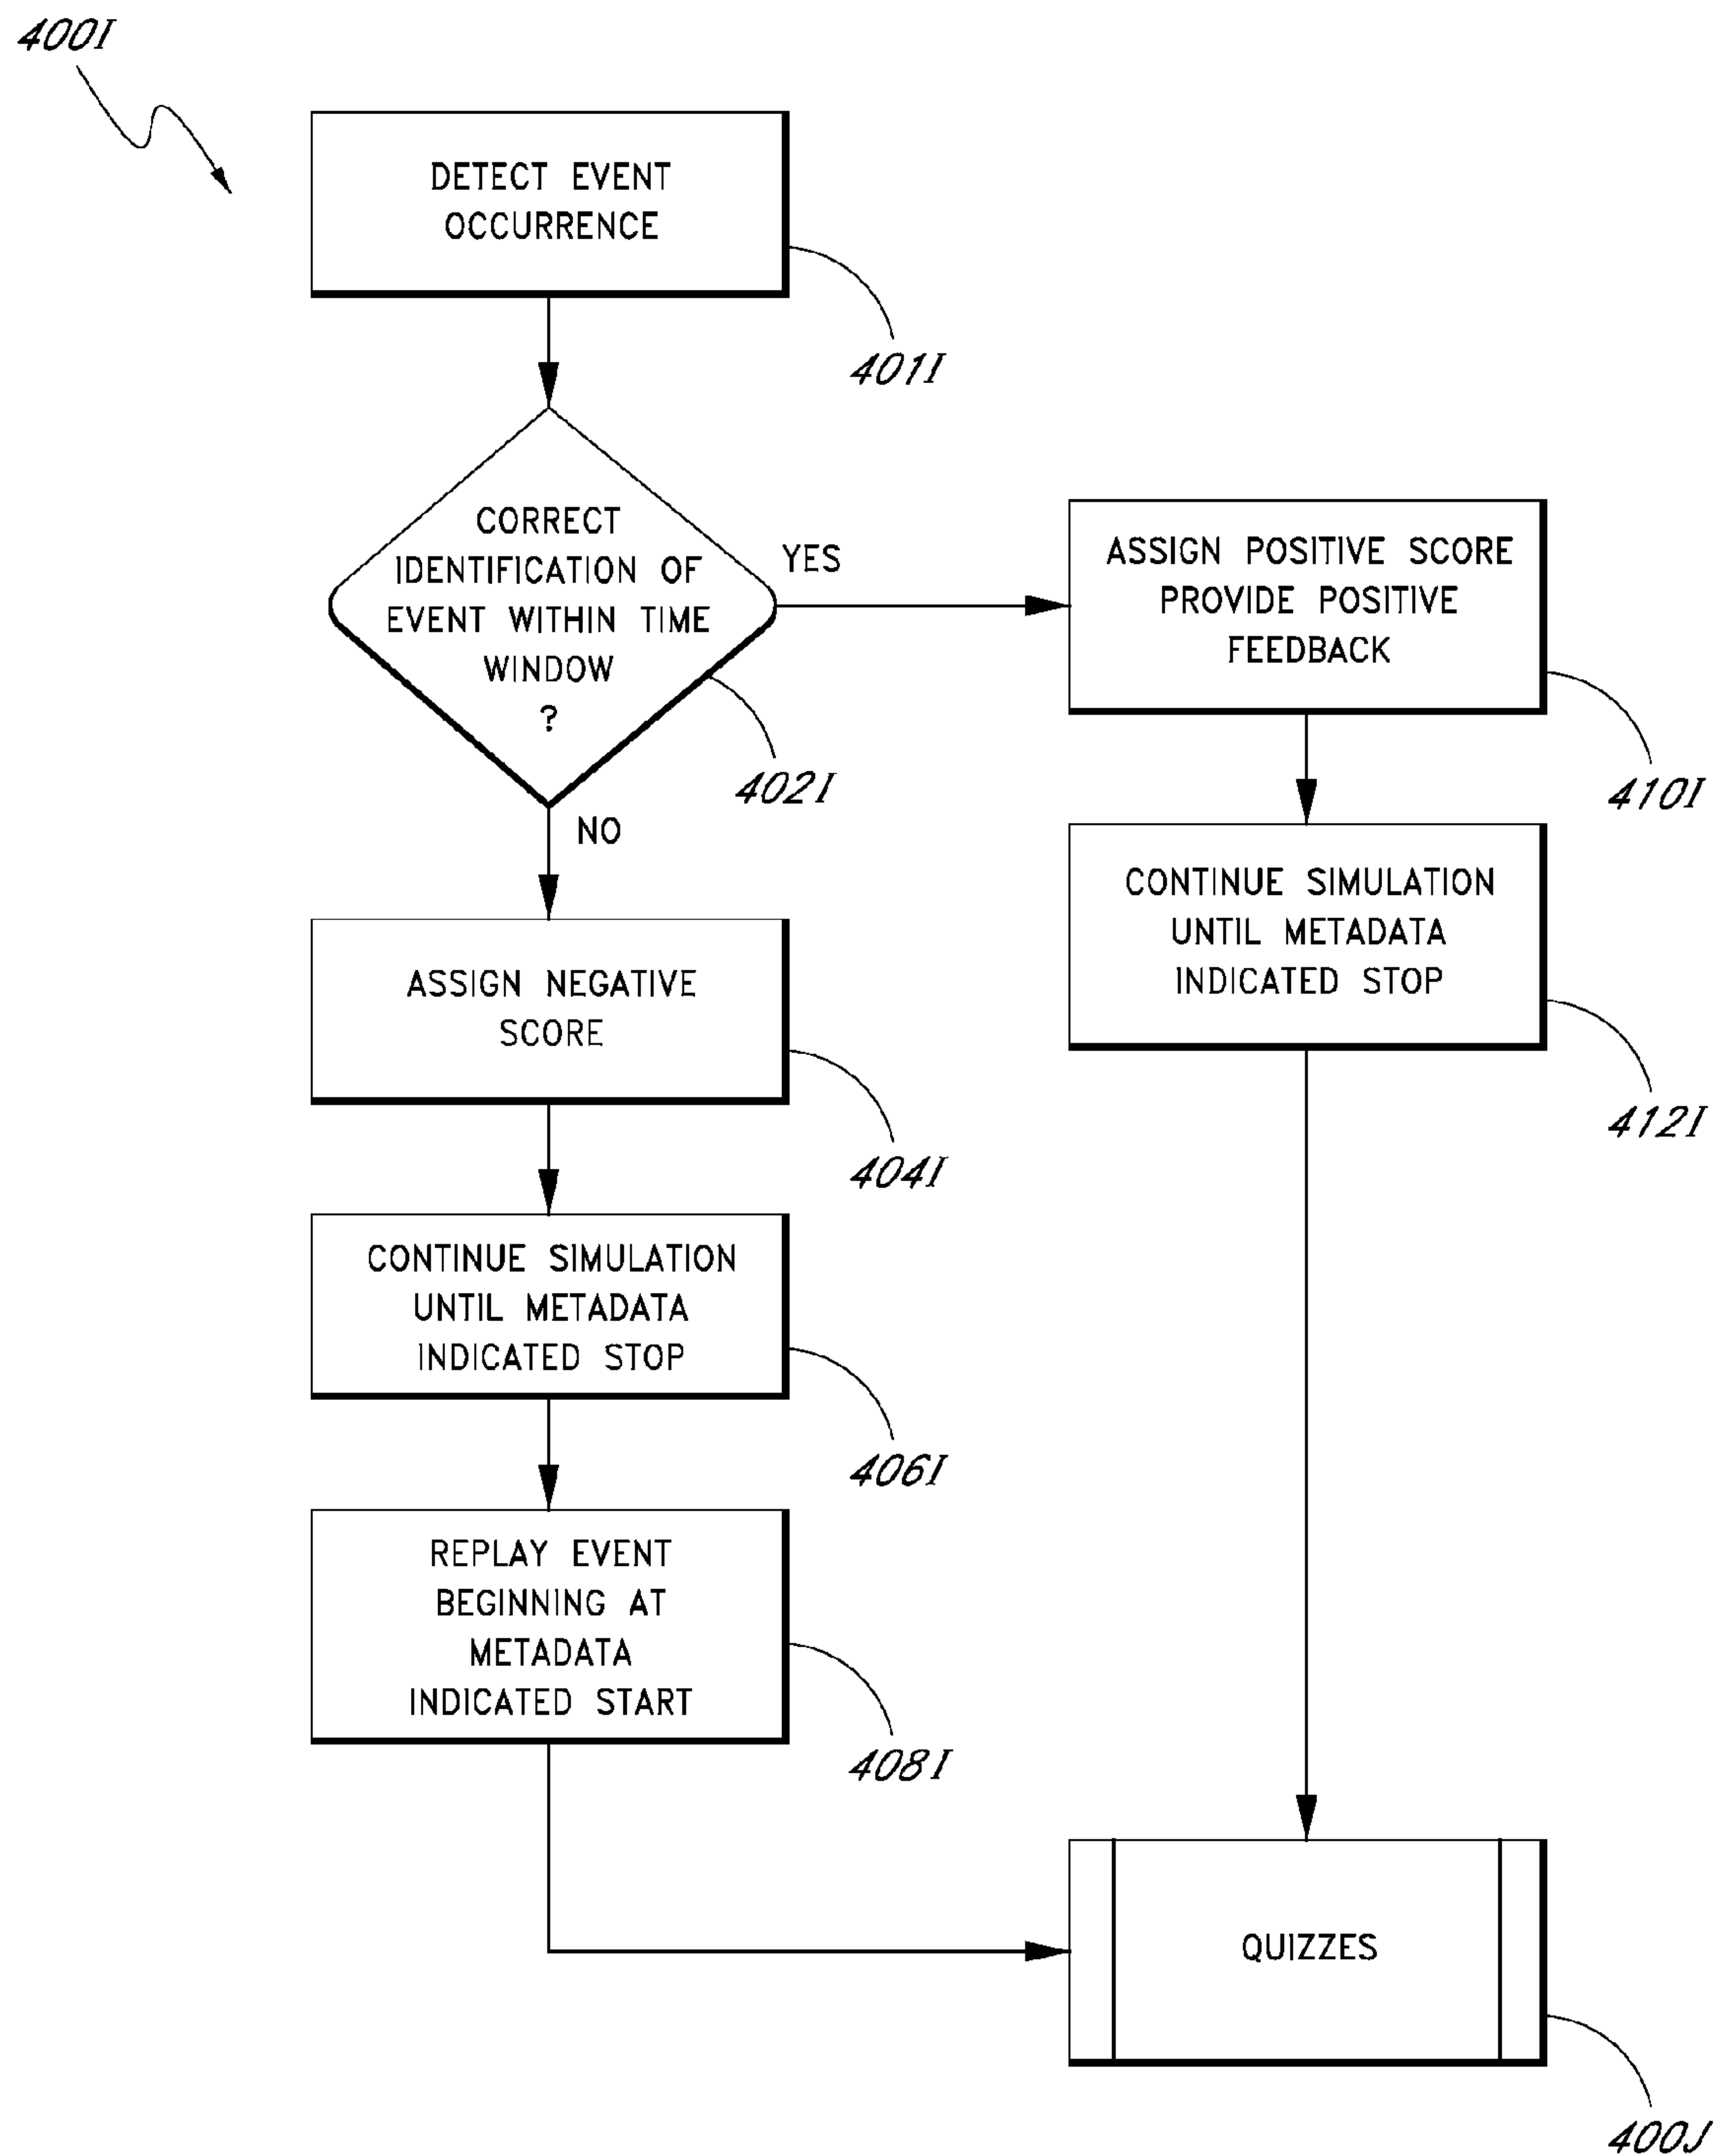 400I
DETECT EVENT
OCCURRENCE
401I
CORRECT
IDENTIFICATION OF
EVENT WITHIN TIME
WINDOW
?
402I
YES
ASSIGN POSITIVE SCORE
PROVIDE POSITIVE
FEEDBACK
410I
CONTINUE SIMULATION
UNTIL METADATA
INDICATED STOP
412I
NO
ASSIGN NEGATIVE
SCORE
404I
CONTINUE SIMULATION
UNTIL METADATA
INDICATED STOP
406I
REPLAY EVENT
BEGINNING AT
METADATA
INDICATED START
408I
QUIZZES
400J